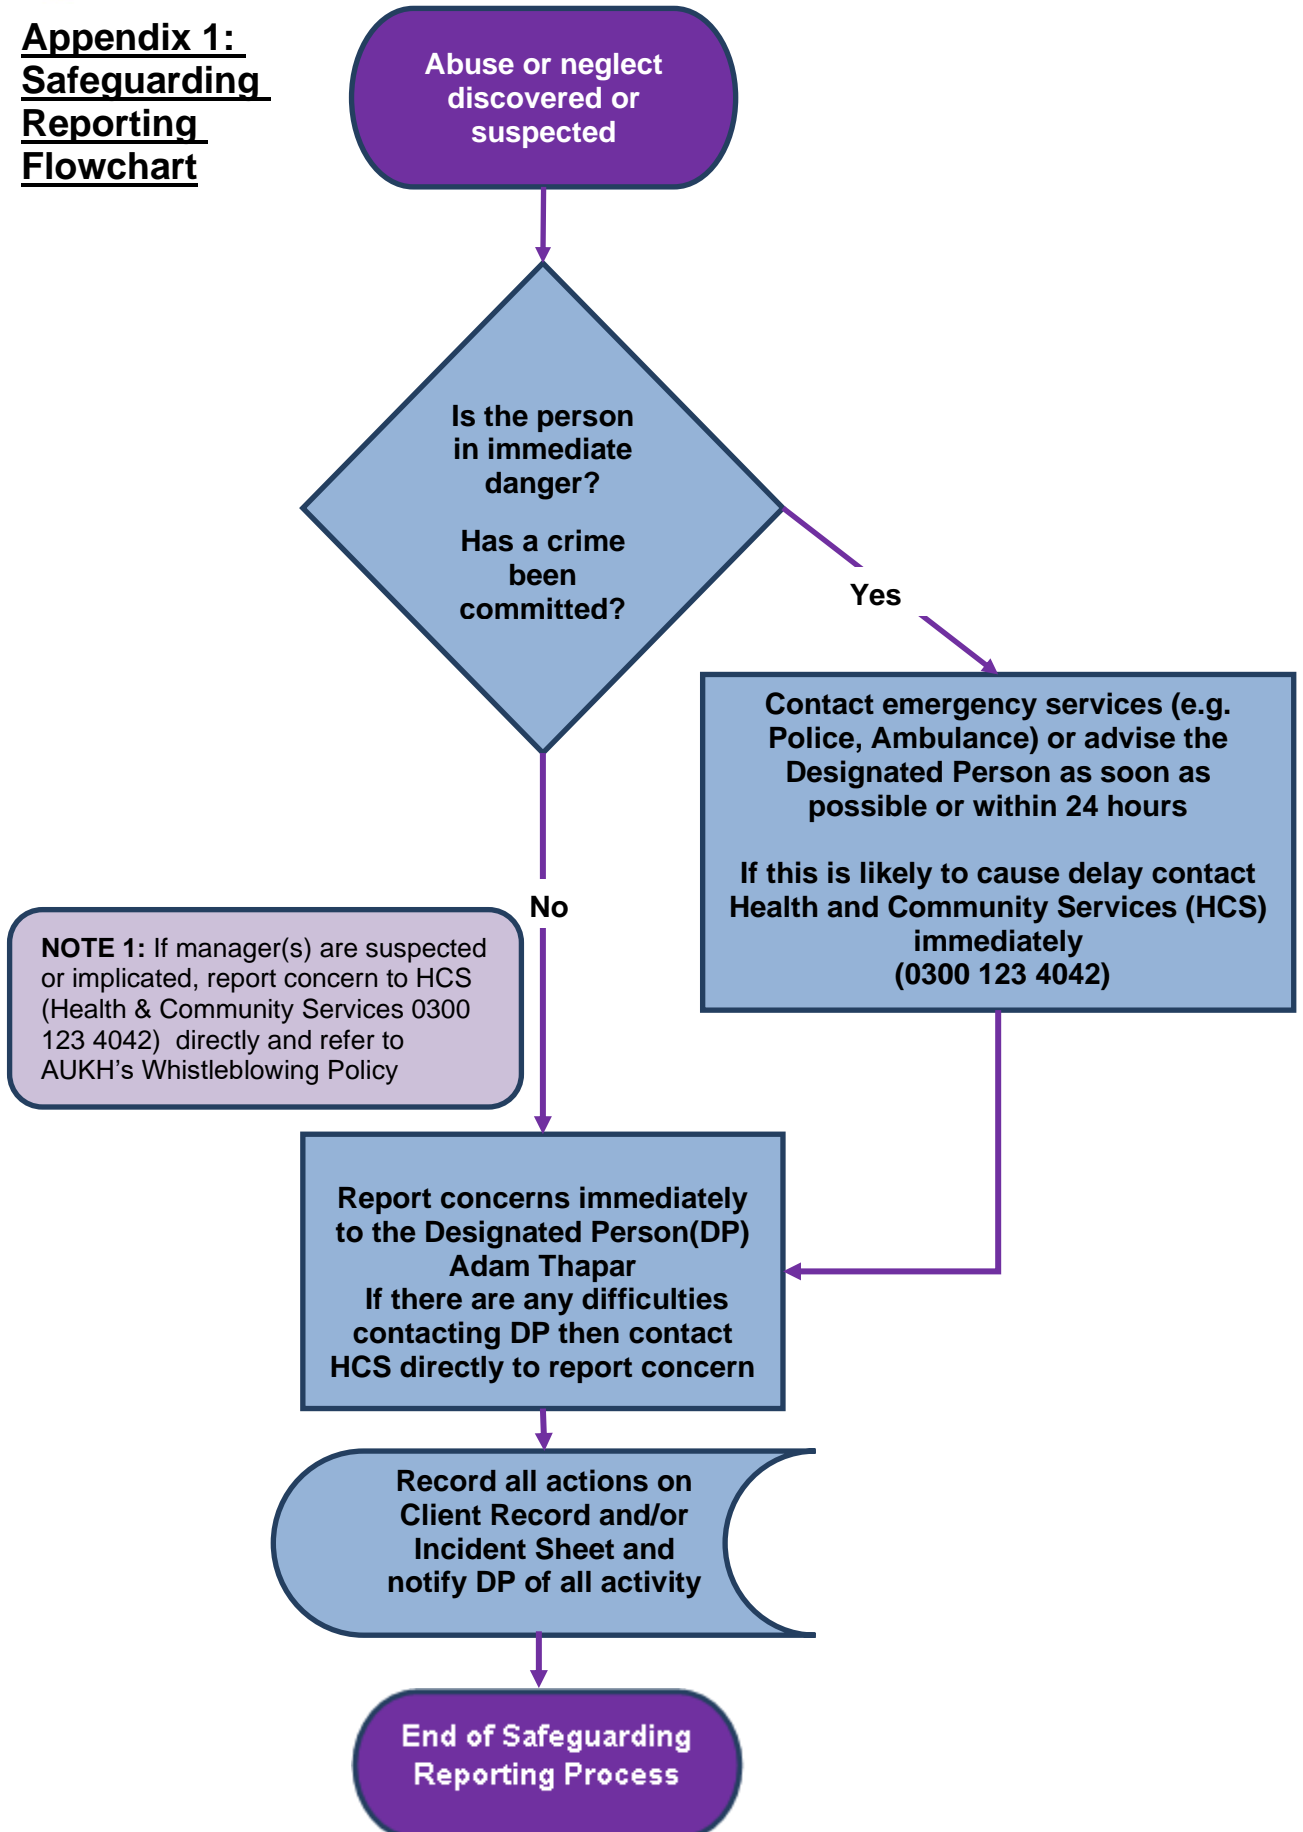 Appendix 1:
Safeguarding
Reporting
Flowchart
Abuse or neglect
discovered or
suspected
Is the person
in immediate
danger?
Has a crime
been
committed?
Yes
Contact emergency services (e.g.
Police, Ambulance) or advise the
Designated Person as soon as
possible or within 24 hours
If this is likely to cause delay contact
Health and Community Services (HCS)
immediately
(0300 123 4042)
No
NOTE 1: If manager(s) are suspected
or implicated, report concern to HCS
(Health & Community Services 0300
123 4042)  directly and refer to
AUKH’s Whistleblowing Policy
Report concerns immediately
to the Designated Person(DP)
Adam Thapar
If there are any difficulties
contacting DP then contact
HCS directly to report concern
Record all actions on
Client Record and/or
Incident Sheet and
notify DP of all activity
End of Safeguarding
Reporting Process